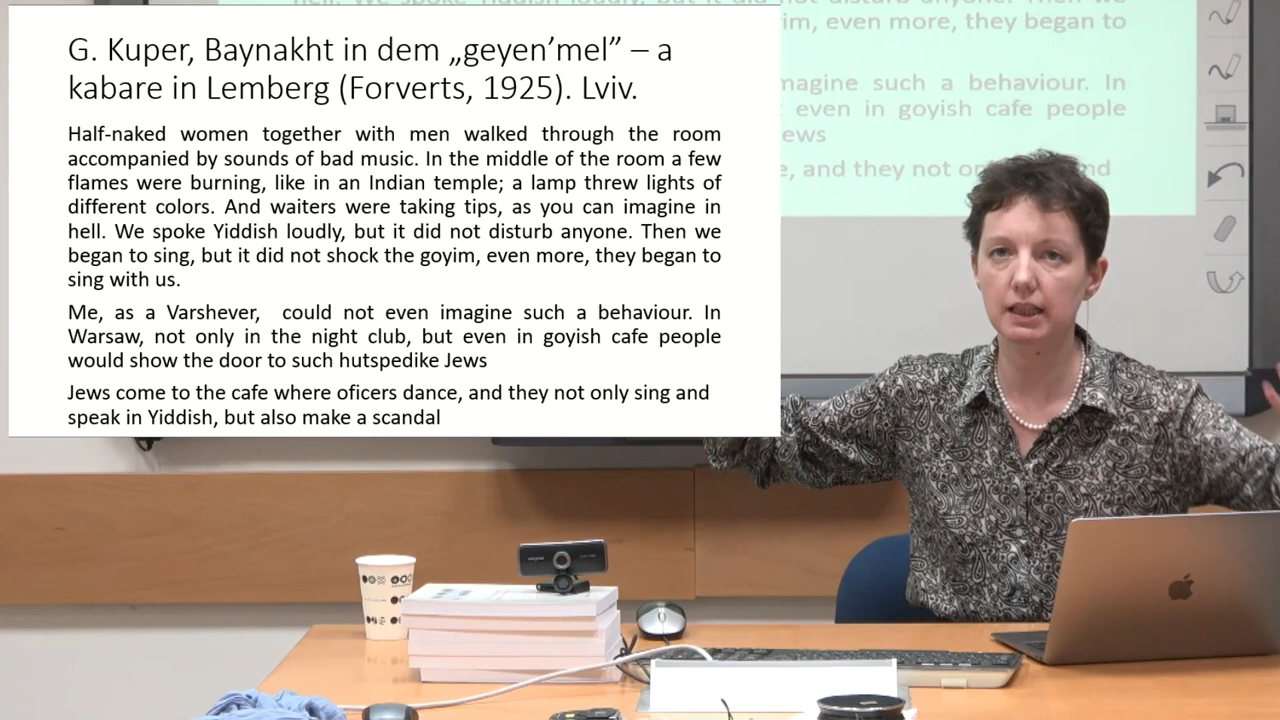 G. Kuper, Baynakht in dem „geyen’mel” – a
kabare in Lemberg (Forverts, 1925). Lviv.
Half-naked women together with men walked through the room
accompanied by sounds of bad music. In the middle of the room a few
flames were burning, like in an Indian temple; a lamp threw lights of
different colors. And waiters were taking tips, as you can imagine in
hell. We spoke Yiddish loudly, but it did not disturb anyone. Then we
began to sing, but it did not shock the goyim, even more, they began to
sing with us.
Me, as a Varshever, could not even imagine such a behaviour. In
Warsaw, not only in the night club, but even in goyish cafe people
would show the door to such hutspedike Jews
Jews come to the cafe where oficers dance, and they not only sing and
speak in Yiddish, but also make a scandal
im, even more, they began to
magine such a behaviour. In
even in goyish cafe people
ews
e, and they not on nd